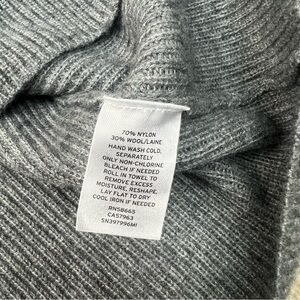 70% NYLON
30% WOOL/LAINE
HAND WASH COLD,
SEPARATELY
ONLY NON-CHLORINE
BLEACH IF NEEDED
ROLL IN TOWEL TO
REMOVE EXCESS
MOISTURE, RESHAPE,
LAY FLAT TO DRY
COOL IRON IF NEEDED
RN58665
CA57963
SN397996MI